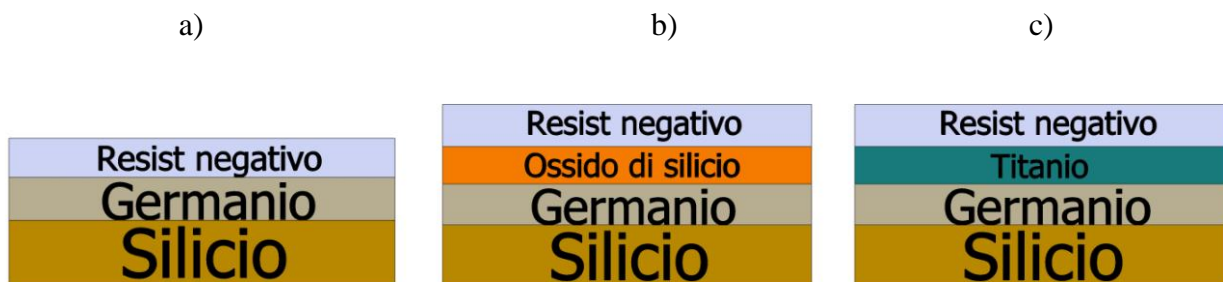 a)
b)
c)
Resist negativo
Germanio
Silicio
Resist negativo
Ossido di silicio
Germanio
Silicio
Resist negativo
Titanio
Germanio
Silicio